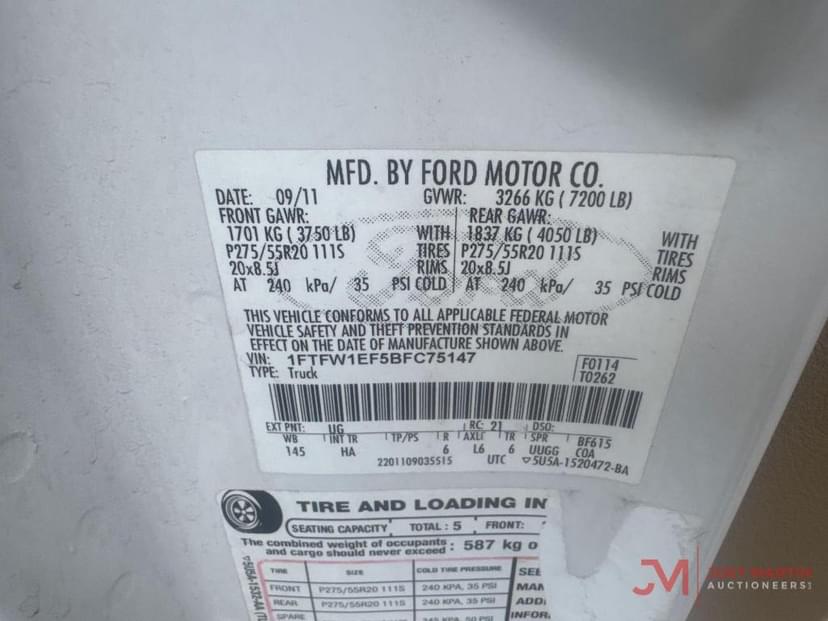 MFD. BY FORD MOTOR CO.
DATE: 09/11 GVWR: 3266 KG ( 7200 LB)
FRONT GAWR: REAR GAWR:
1701 KG ( 3750 LB) WITH 1837 KG ( 4050 LB) WITH
P275/55R20 111S TIRES P275/55R20 111S TIRES
20x8.5J RIMS 20x8.5J RIMS
AT 240 kPa/ 35 PSI COLD AT 240 kPa/ 35 PSI COLD
THIS VEHICLE CONFORMS TO ALL APPLICABLE FEDERAL MOTOR
VEHICLE SAFETY AND THEFT PREVENTION STANDARDS IN
EFFECT ON THE DATE OF MANUFACTURE SHOWN ABOVE.
VIN: 1FTFW1EF5BFC75147
TYPE: Truck
F0114
T0262
EXT PNT: UG RC: 21 DSO:
WB INT TR TP/PS R AXLE TR SPR BF615
145 HA 6 L6 6 UUGG COA
2201109035515 UTC ▽5U5A-1520472-BA
TIRE AND LOADING IN
SEATING CAPACITY TOTAL : 5 FRONT:
The combined weight of occupants
and cargo should never exceed : 587 kg o
TIRE SIZE COLD TIRE PRESSURE SEE
FRONT P275/55R20 111S 240 KPA, 35 PSI MAN
REAR P275/55R20 111S 240 KPA, 35 PSI ADDI
SPARE INFOR
Ford
JM JEFF MARTIN
AUCTIONEERS